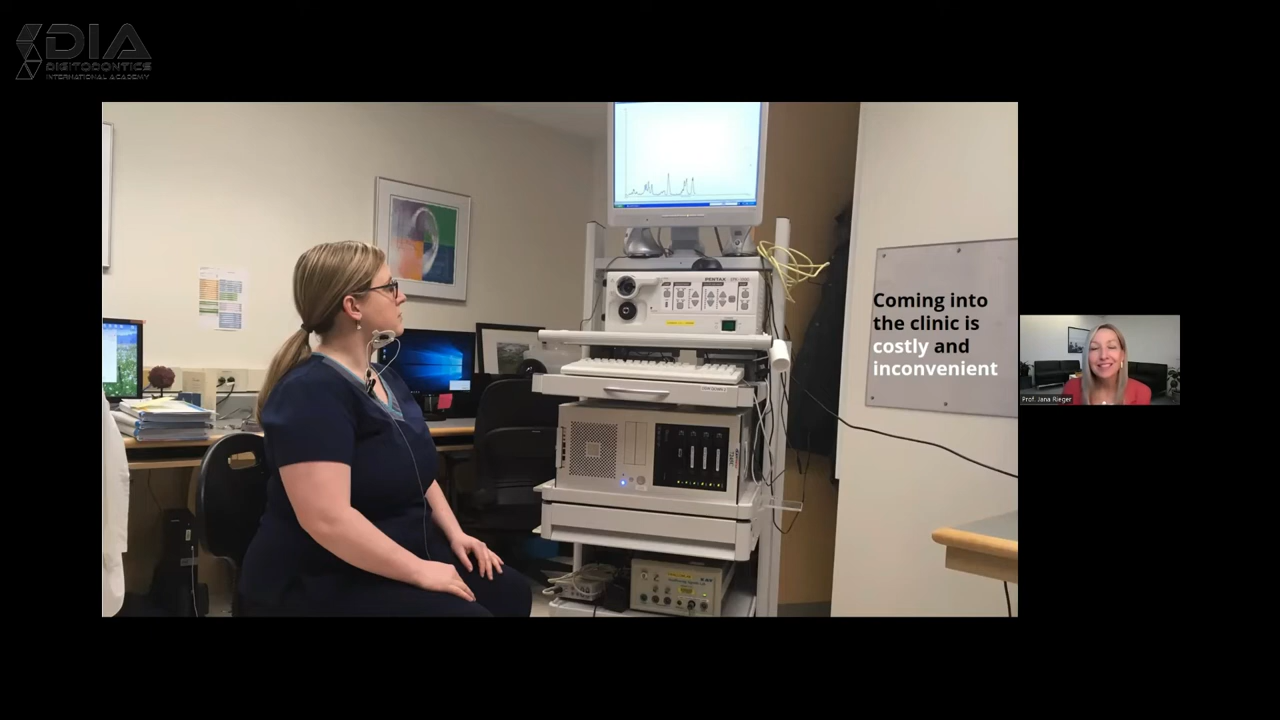 DIA
DIGITODONTICS
INTERNATIONAL ACADEMY
PENTAX
Coming into
the clinic is
costly and
inconvenient
Prof. Jana Rieger